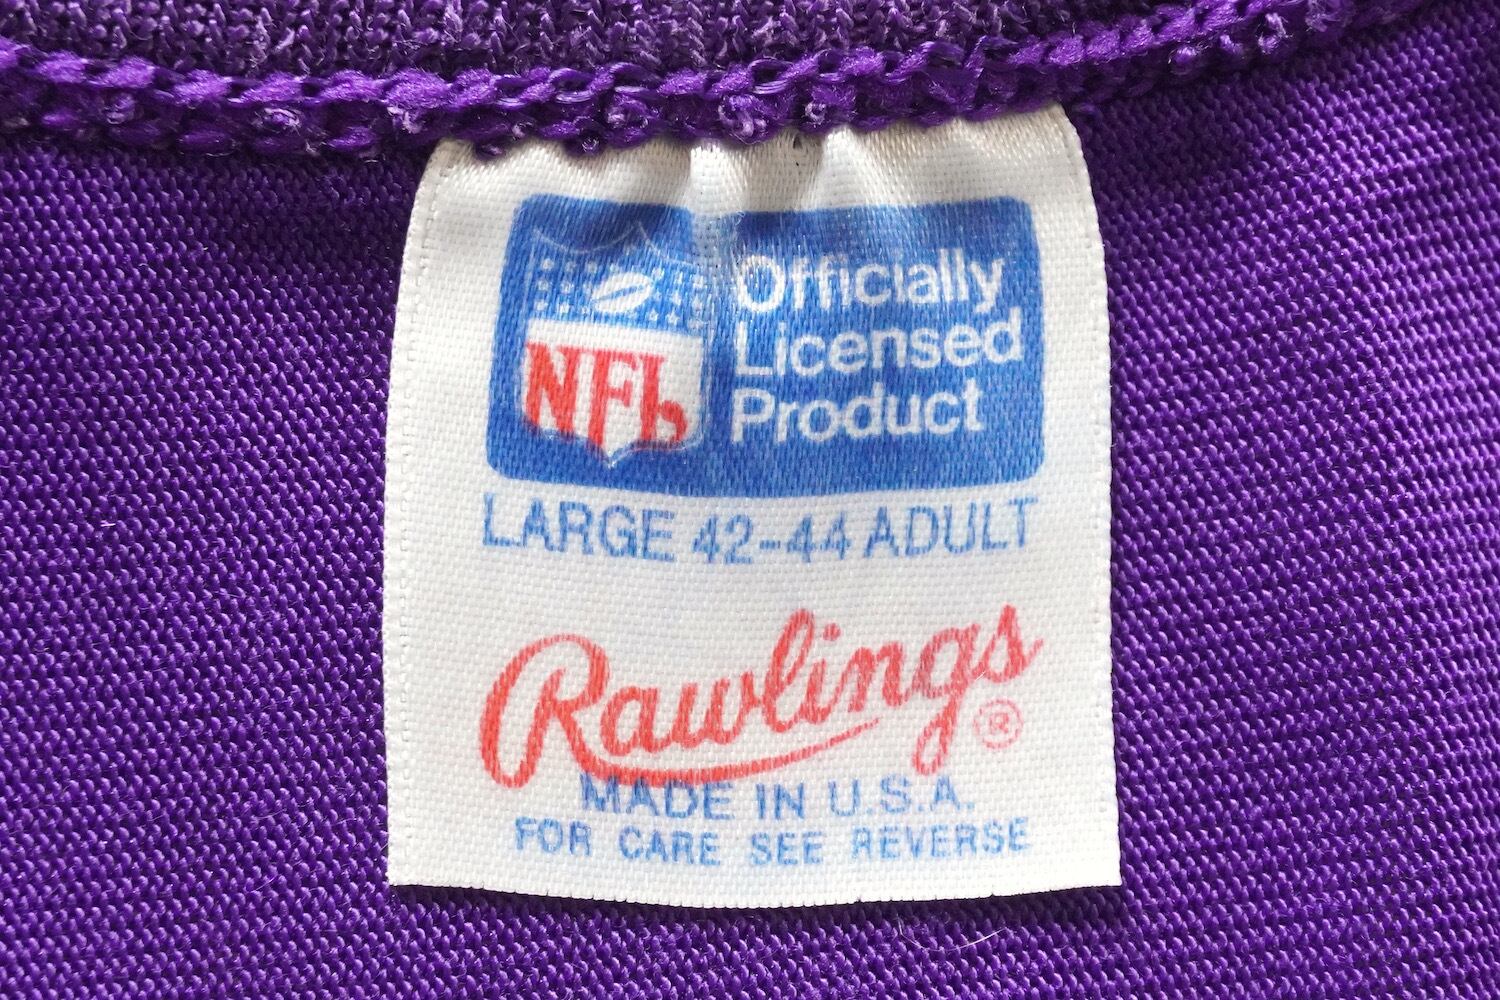 NFL
Officially
Licensed
Product
LARGE 42-44 ADULT
Rawlings®
MADE IN U.S.A.
FOR CARE SEE REVERSE